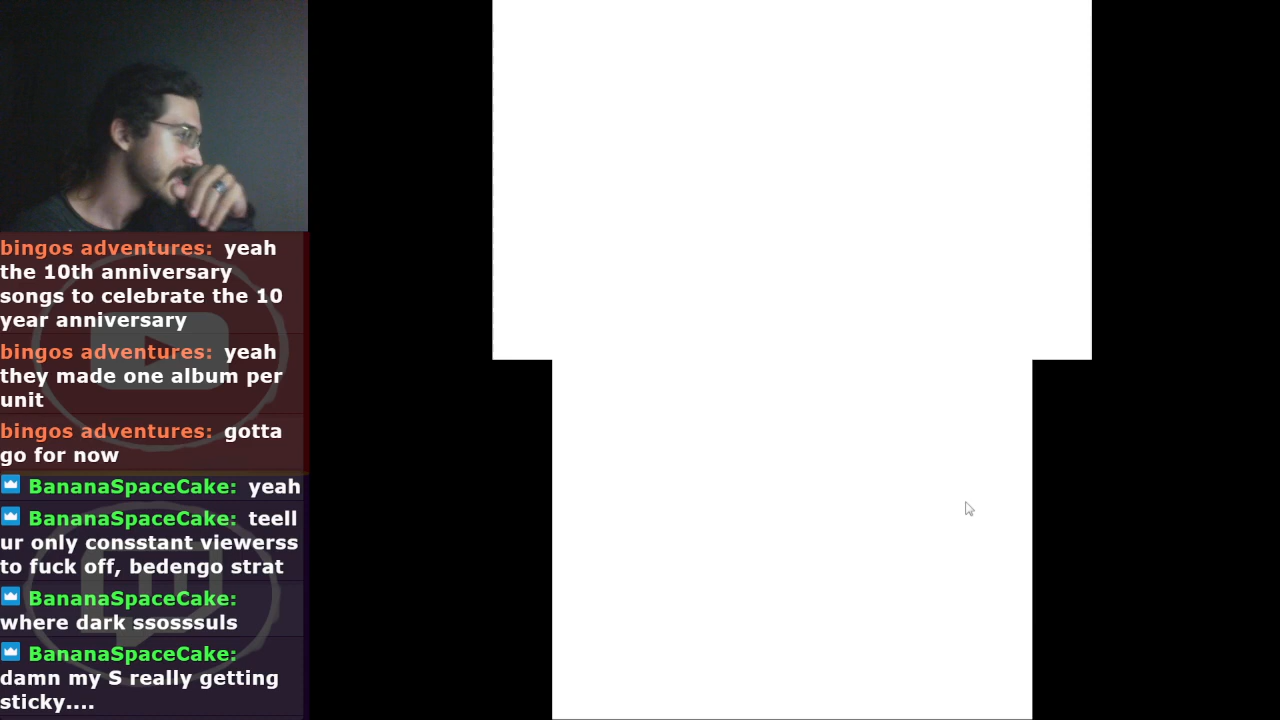 bingos adventures: yeah
the 10th anniversary
songs to celebrate the 10
year anniversary
bingos adventures: yeah
they made one album per
unit
bingos adventures: gotta
go for now
BananaSpaceCake: yeah
BananaSpaceCake: teell
ur only consstant viewerss
to fuck off, bedengo strat
BananaSpaceCake:
where dark ssosssuls
BananaSpaceCake:
damn my S really getting
sticky....